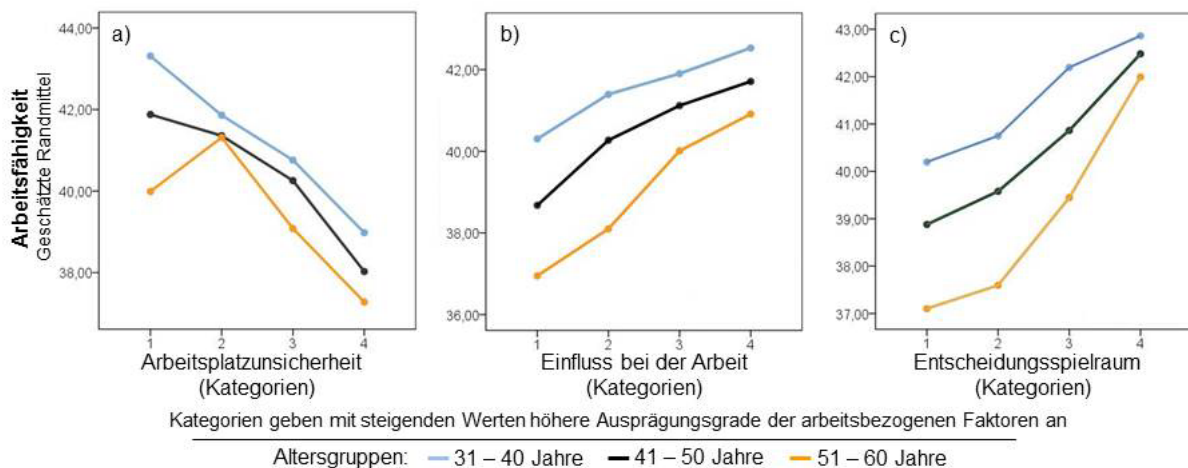 Arbeitsfähigkeit
Geschätzte Randmittel
a)
44,00
42,00
40,00
38,00
1 2 3 4
Arbeitsplatzunsicherheit
(Kategorien)
b)
42,00
40,00
38,00
36,00
1 2 3 4
Einfluss bei der Arbeit
(Kategorien)
c)
43,00
42,00
41,00
40,00
39,00
38,00
37,00
1 2 3 4
Entscheidungsspielraum
(Kategorien)
Kategorien geben mit steigenden Werten höhere Ausprägungsgrade der arbeitsbezogenen Faktoren an
Altersgruppen: 31 – 40 Jahre 41 – 50 Jahre 51 – 60 Jahre